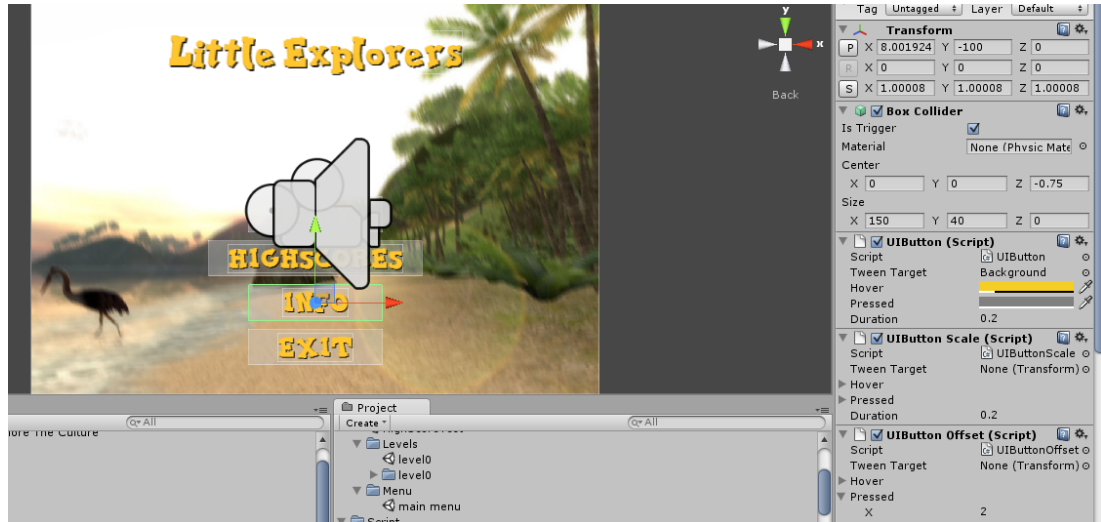 Little Explorers
HIGHSCORES
INFO
EXIT
y
x
Back
Tag Untagged Layer Default
Transform
P X 8.001924 Y -100 Z 0
R X 0 Y 0 Z 0
S X 1.00008 Y 1.00008 Z 1.00008
Box Collider
Is Trigger
Material None (Physic Mate
Center
X 0 Y 0 Z -0.75
Size
X 150 Y 40 Z 0
UIButton (Script)
Script UIButton
Tween Target Background
Hover
Pressed
Duration 0.2
UIButton Scale (Script)
Script UIButtonScale
Tween Target None (Transform)
Hover
Pressed
Duration 0.2
UIButton Offset (Script)
Script UIButtonOffset
Tween Target None (Transform)
Hover
Pressed
X 2
All
ore The Culture
Project
Create All
Levels
level0
level0
Menu
main menu
Script